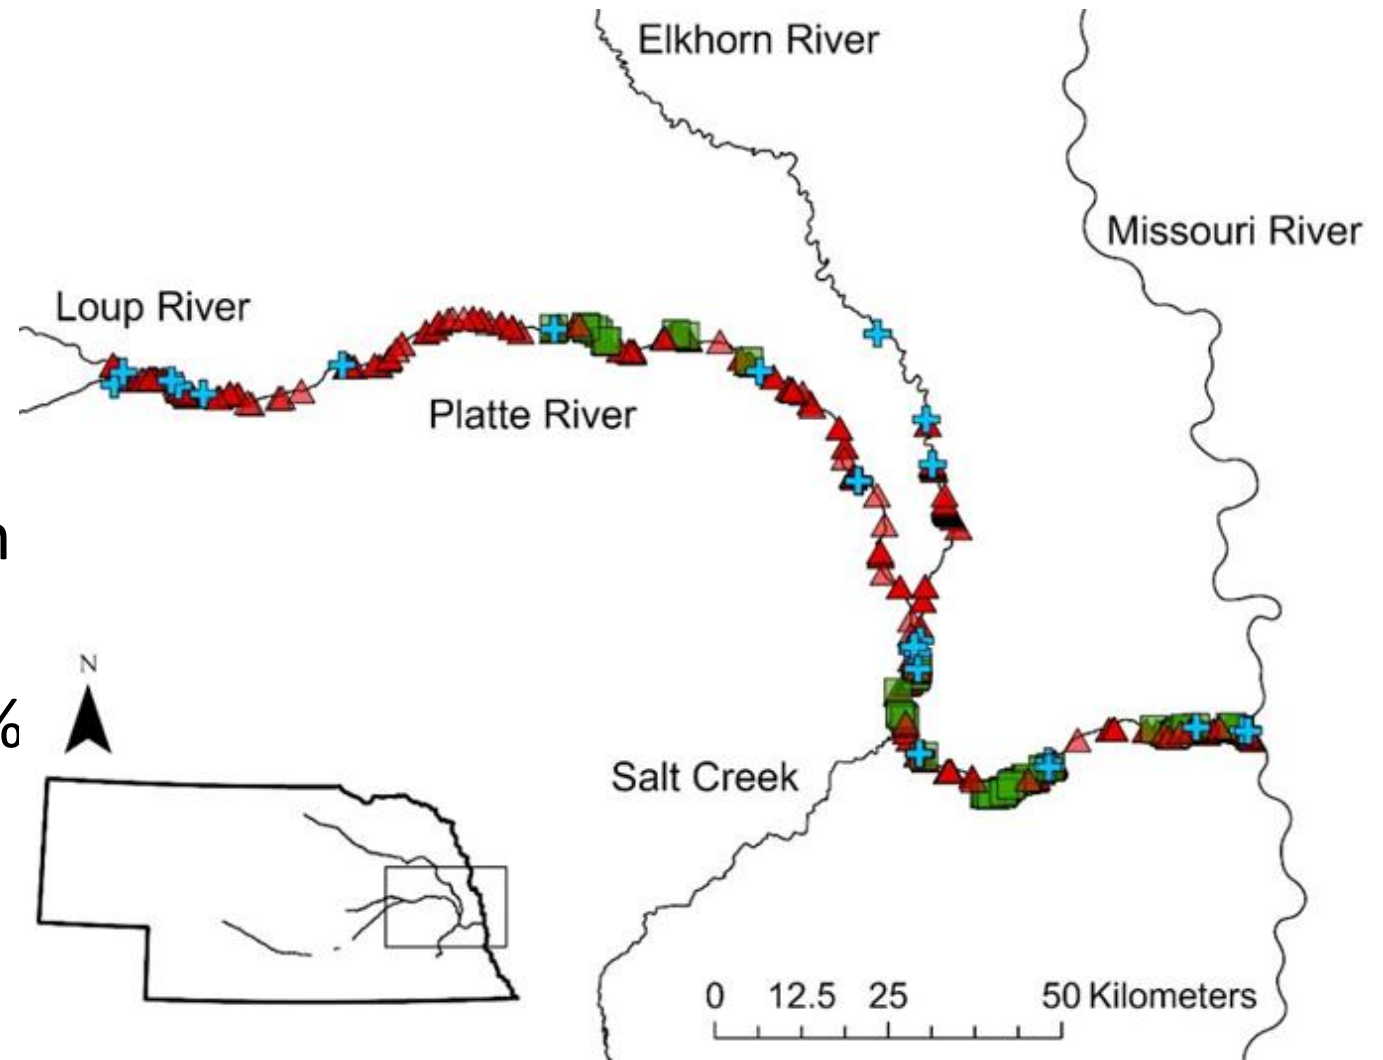 Elkhorn River
Missouri River
Loup River
Platte River
n
N
%
Salt Creek
0 12.5 25 50 Kilometers